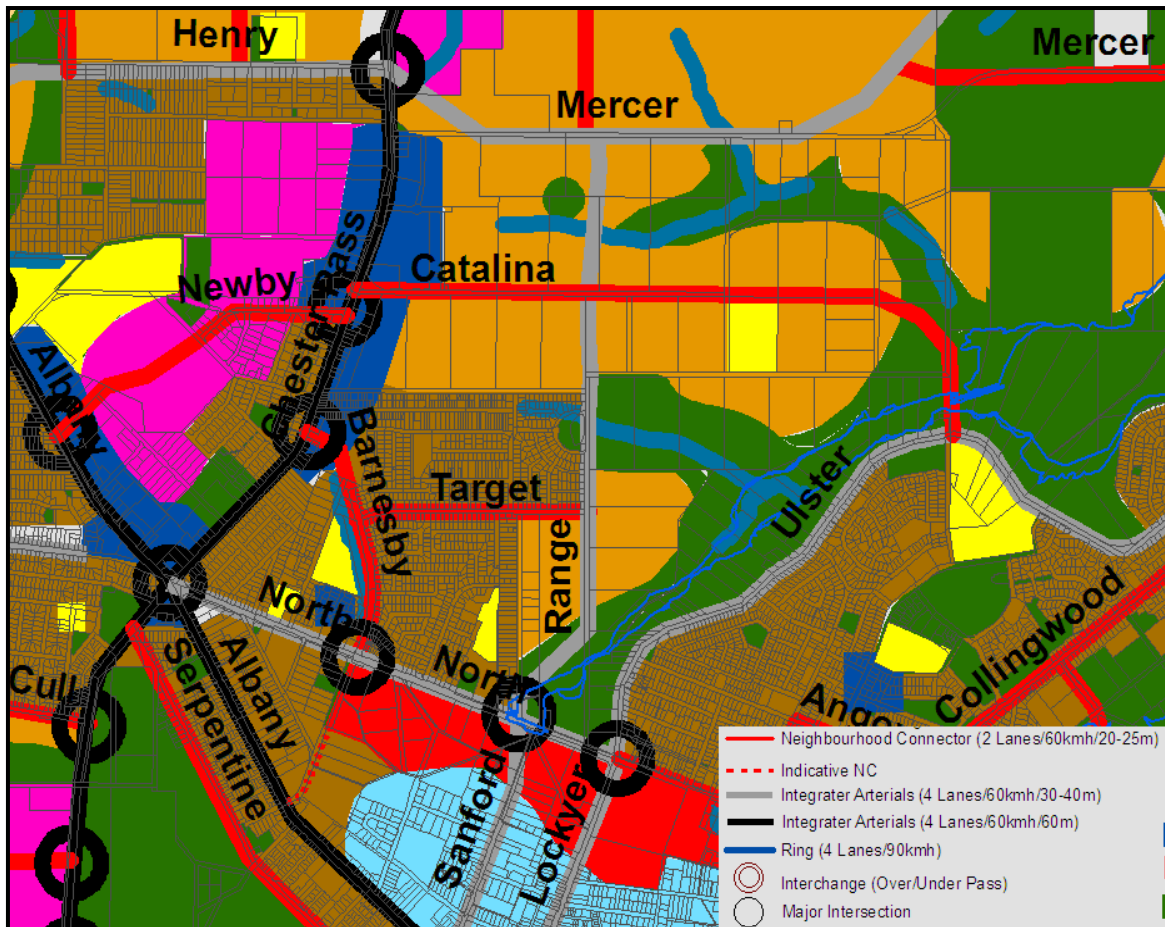 Henry
Mercer
Mercer
Chester Pass
Newby
Catalina
Albany
Barnesby
Target
Ulster
Range
North
North
Albany
Serpentine
Cull
Collingwood
Sanford
Lockyer
Neighbourhood Connector (2 Lanes/60kmh/20-25m)
Indicative NC
Integrater Arterials (4 Lanes/60kmh/30-40m)
Integrater Arterials (4 Lanes/60kmh/60m)
Ring (4 Lanes/90kmh)
Interchange (Over/Under Pass)
Major Intersection